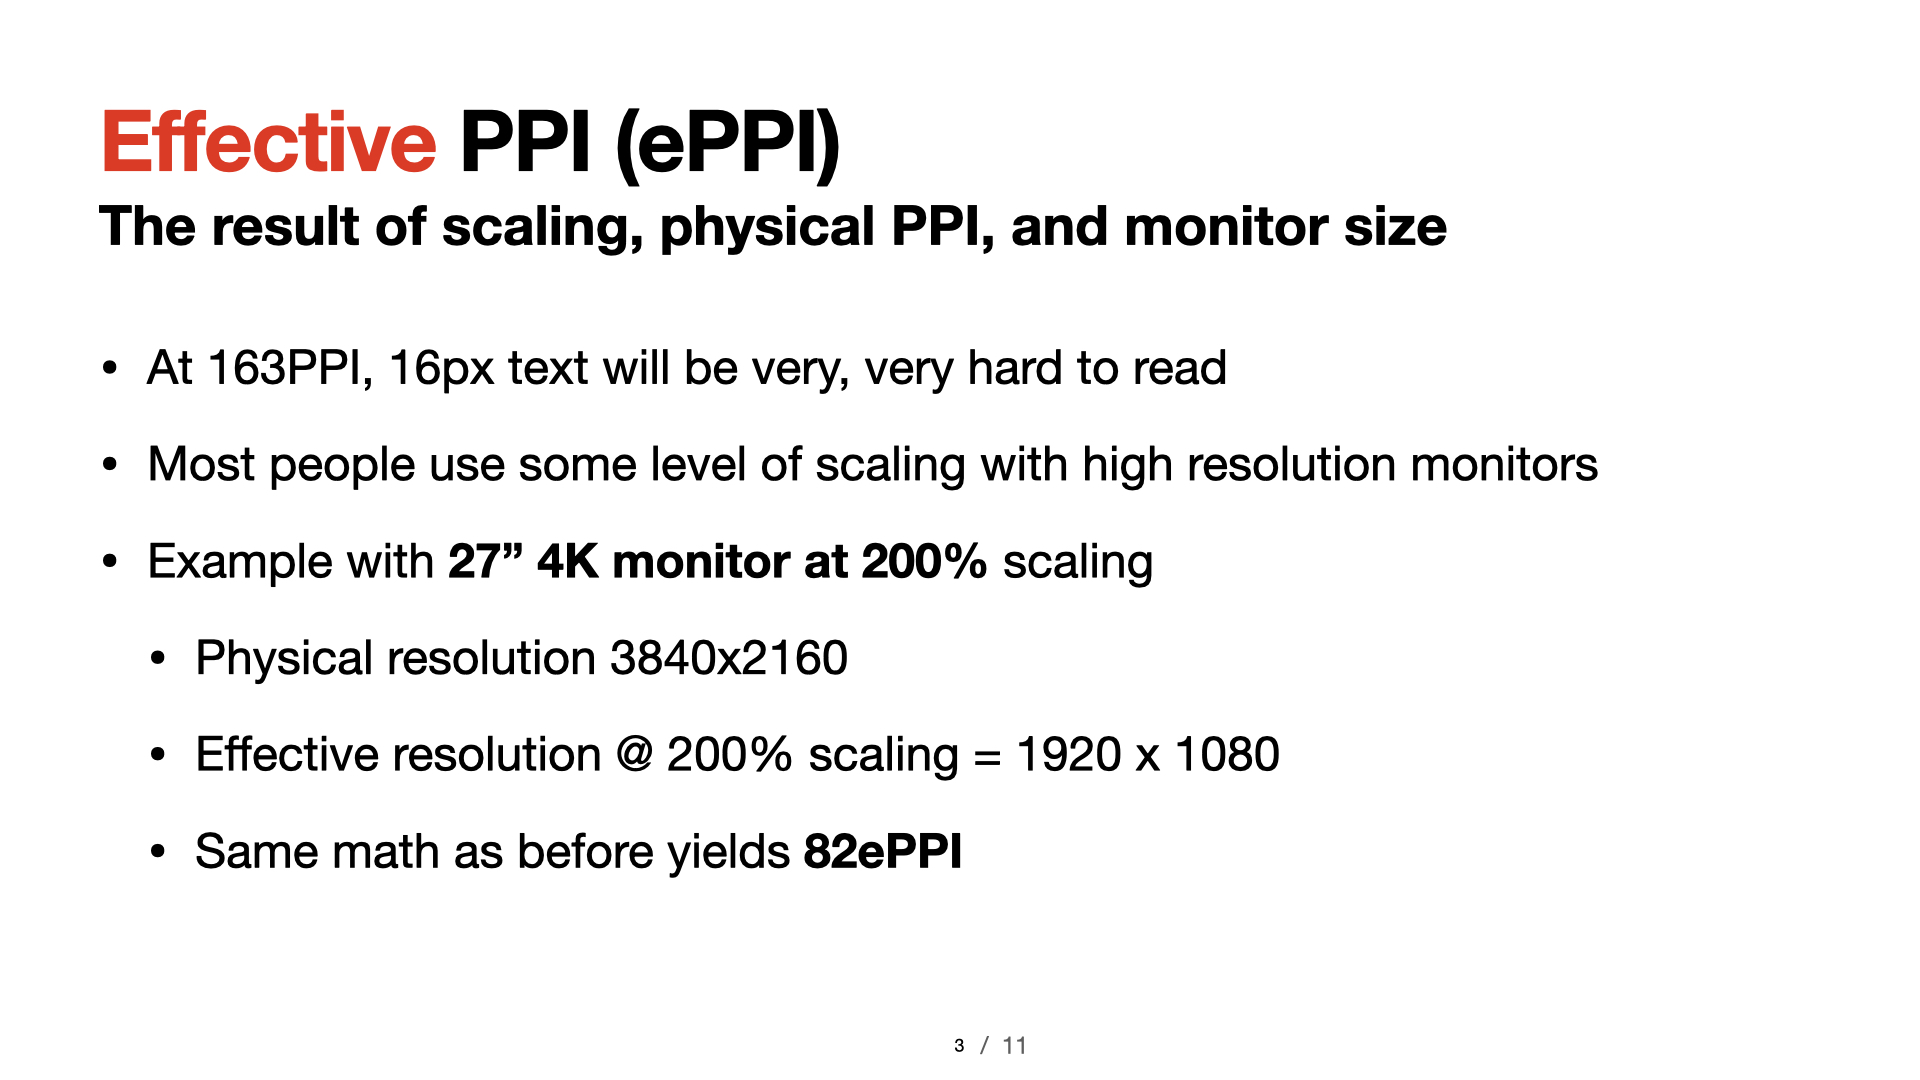 Effective PPI (ePPI)
The result of scaling, physical PPI, and monitor size
• At 163PPI, 16px text will be very, very hard to read
• Most people use some level of scaling with high resolution monitors
• Example with 27” 4K monitor at 200% scaling
• Physical resolution 3840x2160
• Effective resolution @ 200% scaling = 1920 x 1080
• Same math as before yields 82ePPI
3 / 11